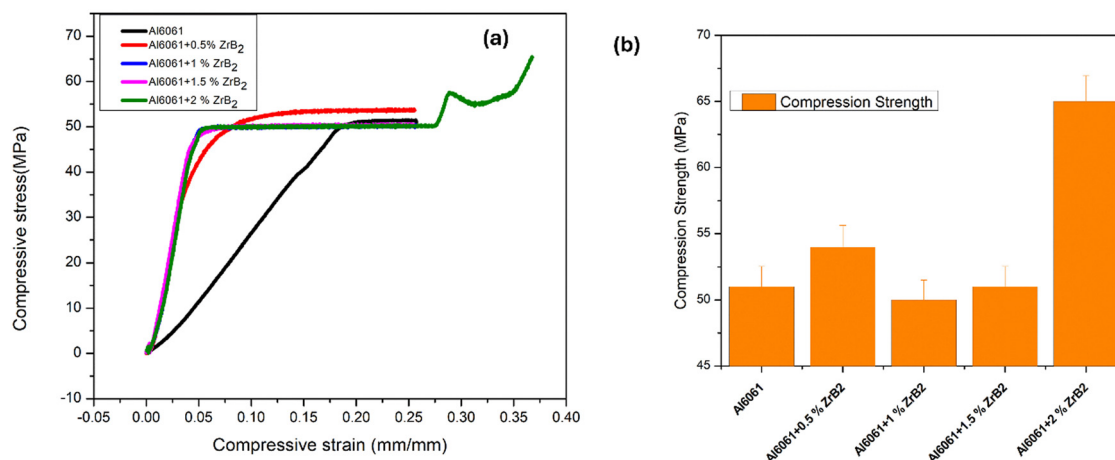 (a)
Al6061
Al6061+0.5% ZrB2
Al6061+1 % ZrB2
Al6061+1.5 % ZrB2
Al6061+2 % ZrB2
Compressive stress(MPa)
70
60
50
40
30
20
10
0
-10
-0.05
0.00
0.05
0.10
0.15
0.20
0.25
0.30
0.35
0.40
Compressive strain (mm/mm)
(b)
Compression Strength
Compression Strength (MPa)
70
65
60
55
50
45
Al6061
Al6061+0.5 % ZrB2
Al6061+1 % ZrB2
Al6061+1.5 % ZrB2
Al6061+2 % ZrB2